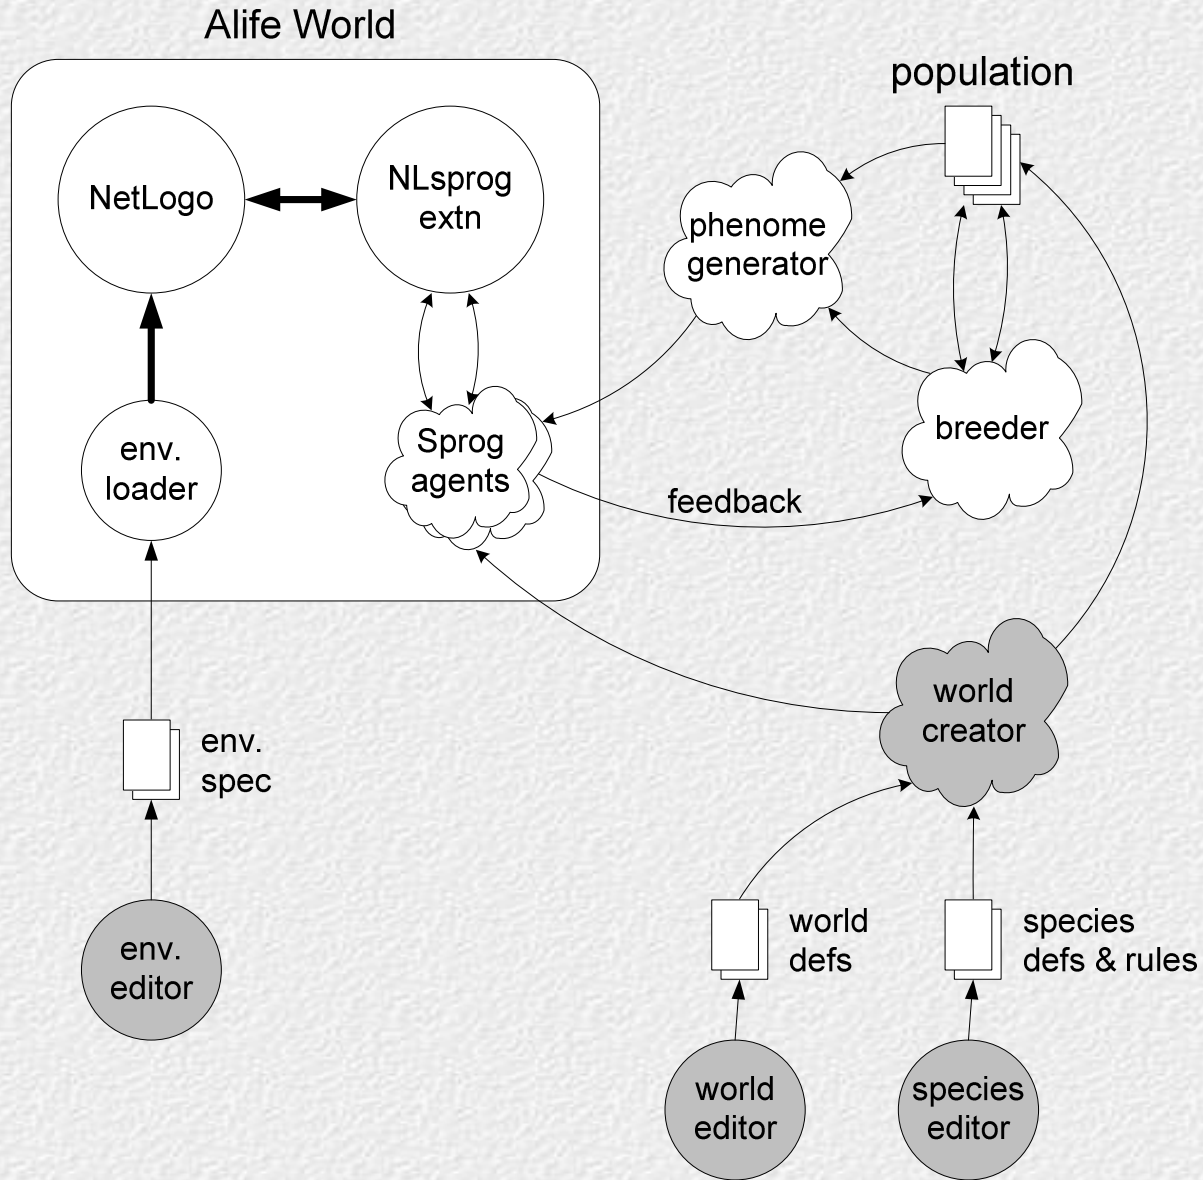 Alife World
population
NetLogo
NLsprog
extn
phenome
generator
env.
loader
Sprog
agents
breeder
feedback
world
creator
env.
spec
env.
editor
world
defs
species
defs & rules
world
editor
species
editor